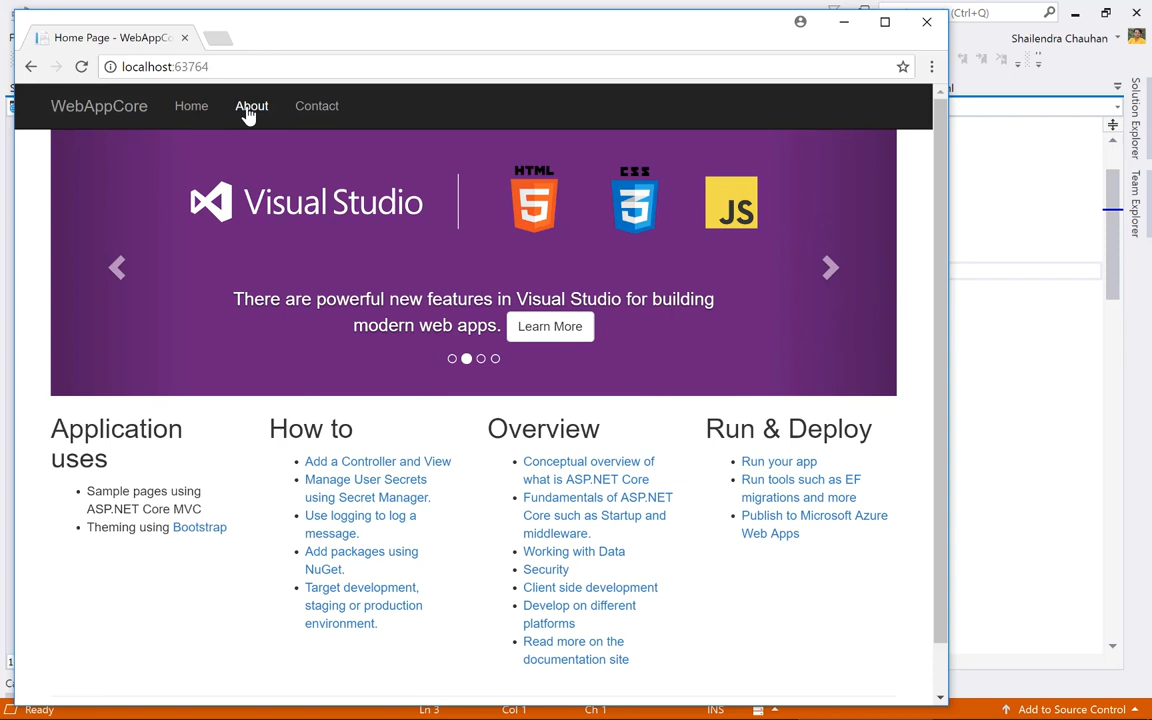 (Ctrl+Q)
Home Page - WebAppCo
Shailendra Chauhan
localhost:63764
WebAppCore Home About Contact
Solution Explorer
Team Explorer
Visual Studio
HTML
5
CSS
3
JS
There are powerful new features in Visual Studio for building
modern web apps. Learn More
Application
uses
Sample pages using
ASP.NET Core MVC
Theming using Bootstrap
How to
Add a Controller and View
Manage User Secrets
using Secret Manager.
Use logging to log a
message.
Add packages using
NuGet.
Target development,
staging or production
environment.
Overview
Conceptual overview of
what is ASP.NET Core
Fundamentals of ASP.NET
Core such as Startup and
middleware.
Working with Data
Security
Client side development
Develop on different
platforms
Read more on the
documentation site
Run & Deploy
Run your app
Run tools such as EF
migrations and more
Publish to Microsoft Azure
Web Apps
Ready Ln 3 Col 1 Ch 1 INS Add to Source Control